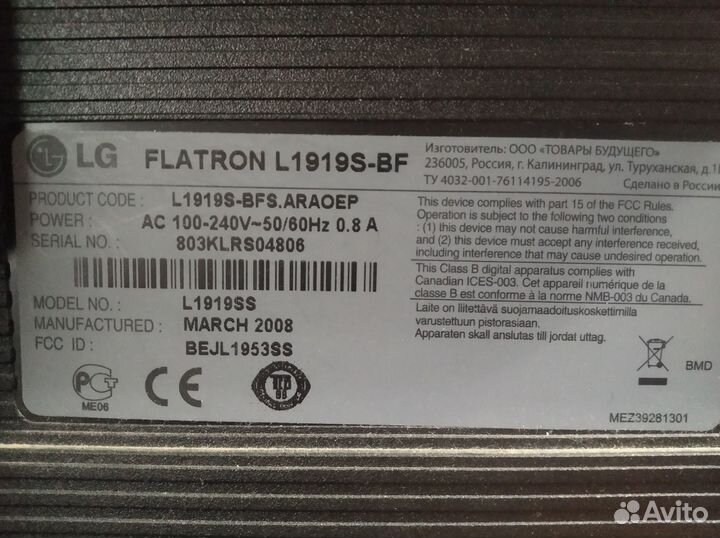 LG FLATRON L1919S-BF
Изготовитель: ООО «ТОВАРЫ БУДУЩЕГО»
236005, Россия, г. Калининград, ул. Туруханская,
ТУ 4032-001-76114195-2006 Сделано в России
PRODUCT CODE : L1919S-BFS.ARAOEP
POWER : AC 100-240V~50/60Hz 0.8 A
SERIAL NO. : 803KLRS04806
This device complies with part 15 of the FCC Rules.
Operation is subject to the following two conditions
: (1) this device may not cause harmful interference,
and (2) this device must accept any interference received,
including interference that may cause undesired operation.
This Class B digital apparatus complies with
Canadian ICES-003. Cet appareil numérique de la
classe B est conforme à la norme NMB-003 du Canada.
MODEL NO. : L1919SS
MANUFACTURED : MARCH 2008
FCC ID : BEJL1953SS
Laite on liitettävä suojamaadoituskoskettimilla
varustettuun pistorasiaan.
Apparaten skall anslutas till jordat uttag.
PCT
ME06
CE
BMD
MEZ39281301
Avito